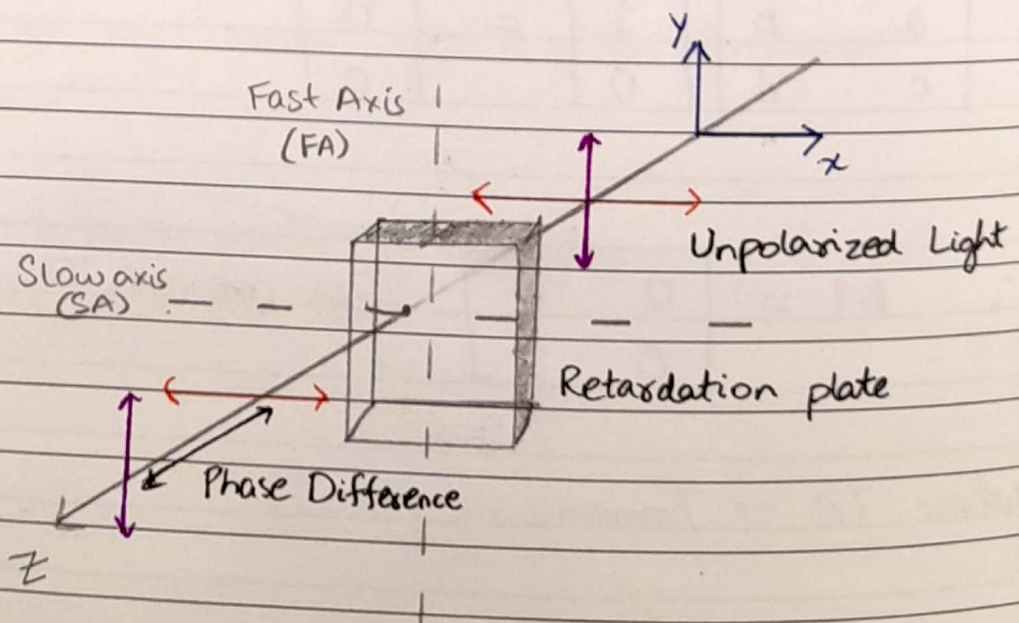 Y
Fast Axis
(FA)
x
Unpolarized Light
Slow axis
(SA)
Retardation plate
Phase Difference
Z